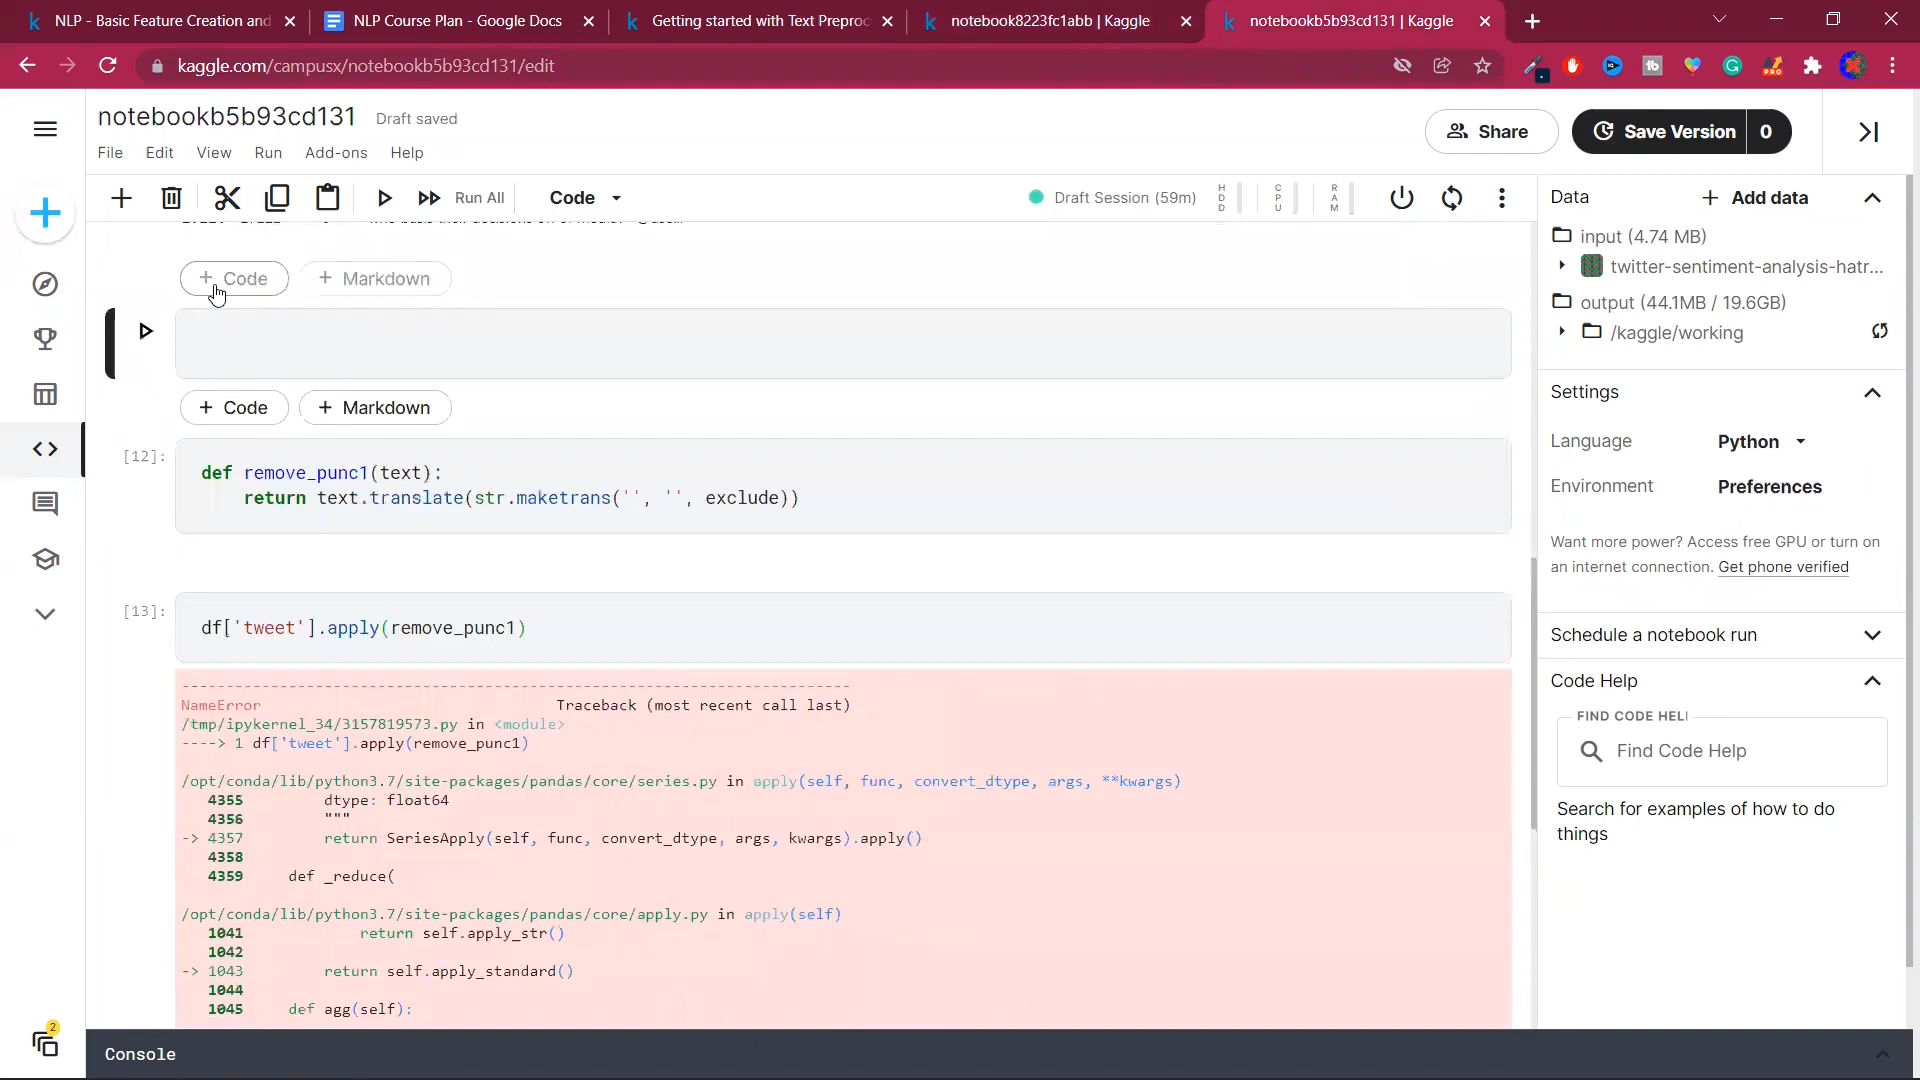 NLP - Basic Feature Creation and
NLP Course Plan - Google Docs
Getting started with Text Preproc
notebook8223fc1abb | Kaggle
notebookb5b93cd131 | Kaggle
kaggle.com/campusx/notebookb5b93cd131/edit
notebookb5b93cd131 Draft saved
File Edit View Run Add-ons Help
Share
Save Version 0
Run All
Code
Draft Session (59m)
HDD
CPU
RAM
+ Code + Markdown
+ Code + Markdown
[12]:
def remove_punc1(text):
return text.translate(str.maketrans('', '', exclude))
[13]:
df['tweet'].apply(remove_punc1)
---------------------------------------------------------------------------
NameError Traceback (most recent call last)
/tmp/ipykernel_34/3157819573.py in <module>
----> 1 df['tweet'].apply(remove_punc1)
/opt/conda/lib/python3.7/site-packages/pandas/core/series.py in apply(self, func, convert_dtype, args, **kwargs)
4355 dtype: float64
4356 """
-> 4357 return SeriesApply(self, func, convert_dtype, args, kwargs).apply()
4358
4359 def _reduce(
/opt/conda/lib/python3.7/site-packages/pandas/core/apply.py in apply(self)
1041 return self.apply_str()
1042
-> 1043 return self.apply_standard()
1044
1045 def agg(self):
Console
2
Data
+ Add data
input (4.74 MB)
twitter-sentiment-analysis-hatr...
output (44.1MB / 19.6GB)
/kaggle/working
Settings
Language Python
Environment Preferences
Want more power? Access free GPU or turn on
an internet connection. Get phone verified
Schedule a notebook run
Code Help
FIND CODE HEL
Find Code Help
Search for examples of how to do
things